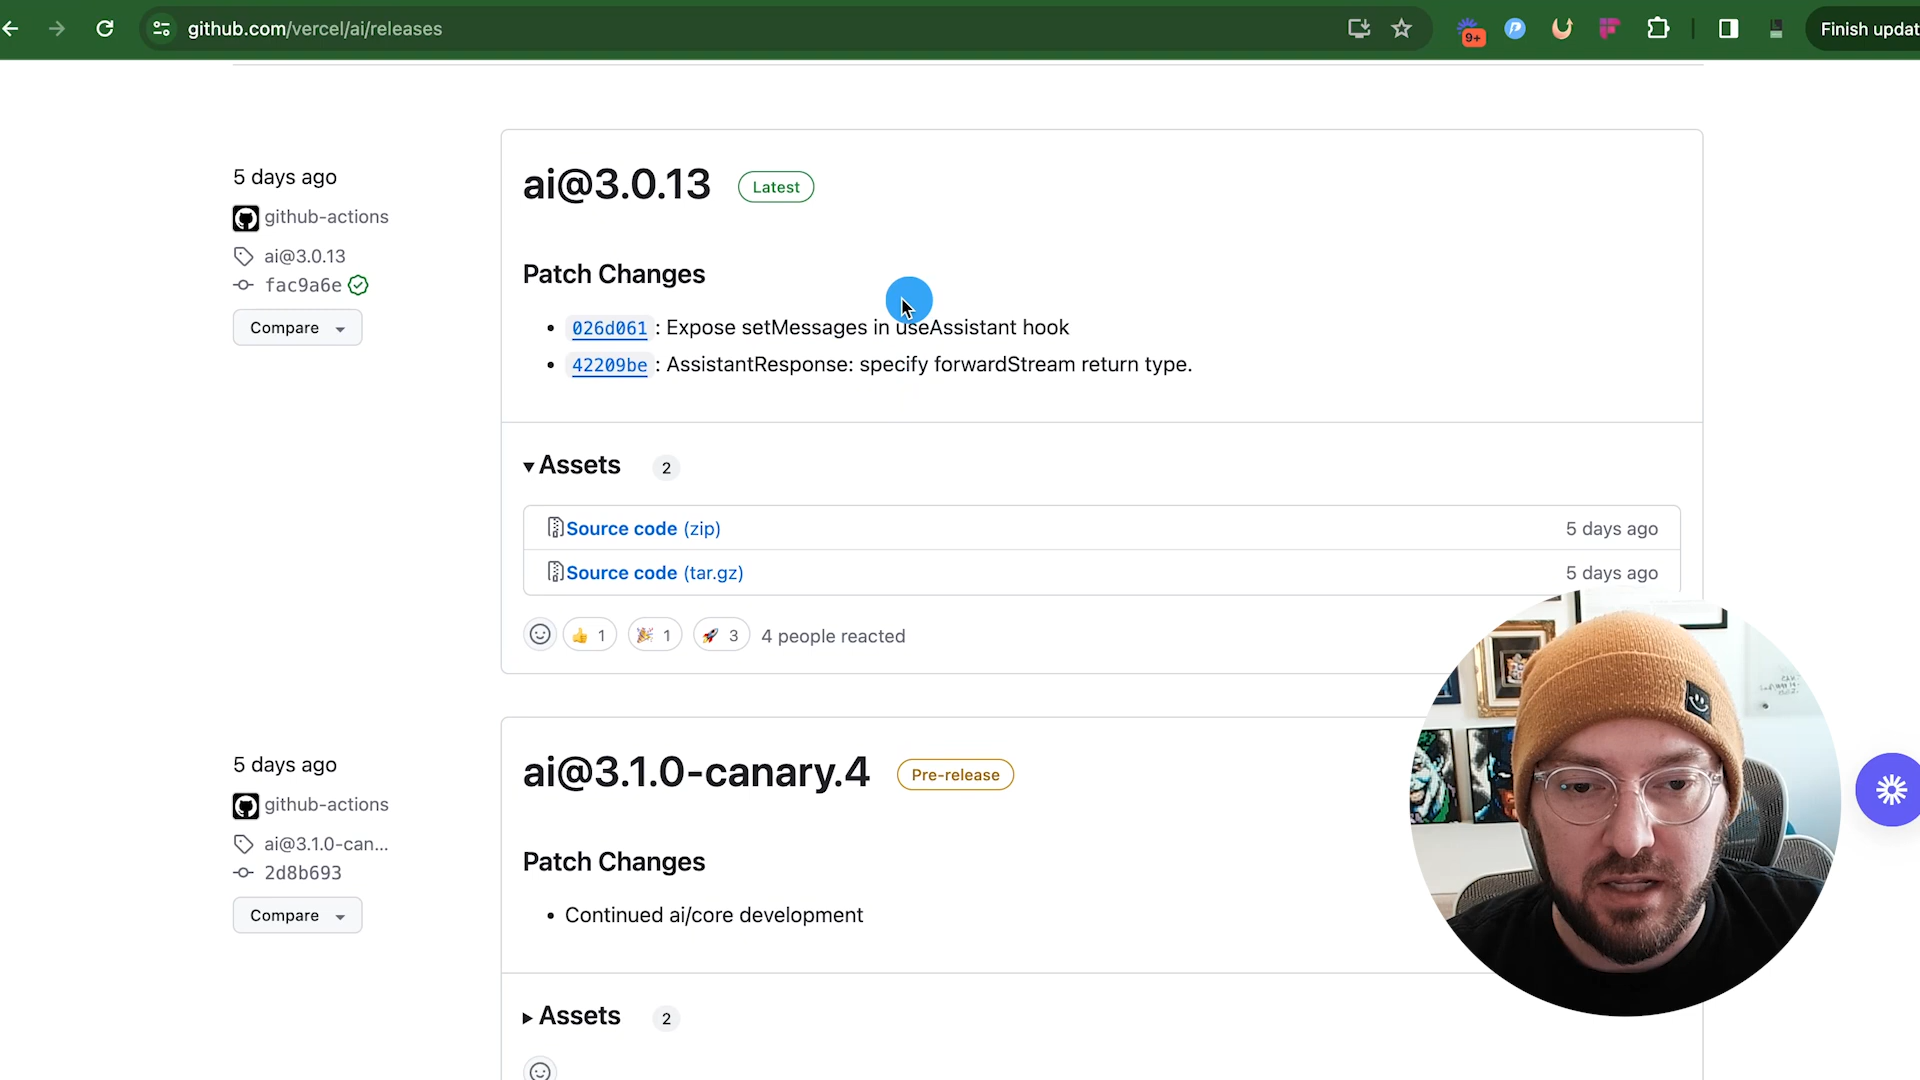 github.com/vercel/ai/releases
9+
Finish updat
5 days ago
github-actions
ai@3.0.13
fac9a6e
Compare
ai@3.0.13 Latest
Patch Changes
026d061 : Expose setMessages in useAssistant hook
42209be : AssistantResponse: specify forwardStream return type.
Assets 2
Source code (zip) 5 days ago
Source code (tar.gz) 5 days ago
1 1 3 4 people reacted
5 days ago
github-actions
ai@3.1.0-can...
2d8b693
Compare
ai@3.1.0-canary.4 Pre-release
Patch Changes
Continued ai/core development
Assets 2